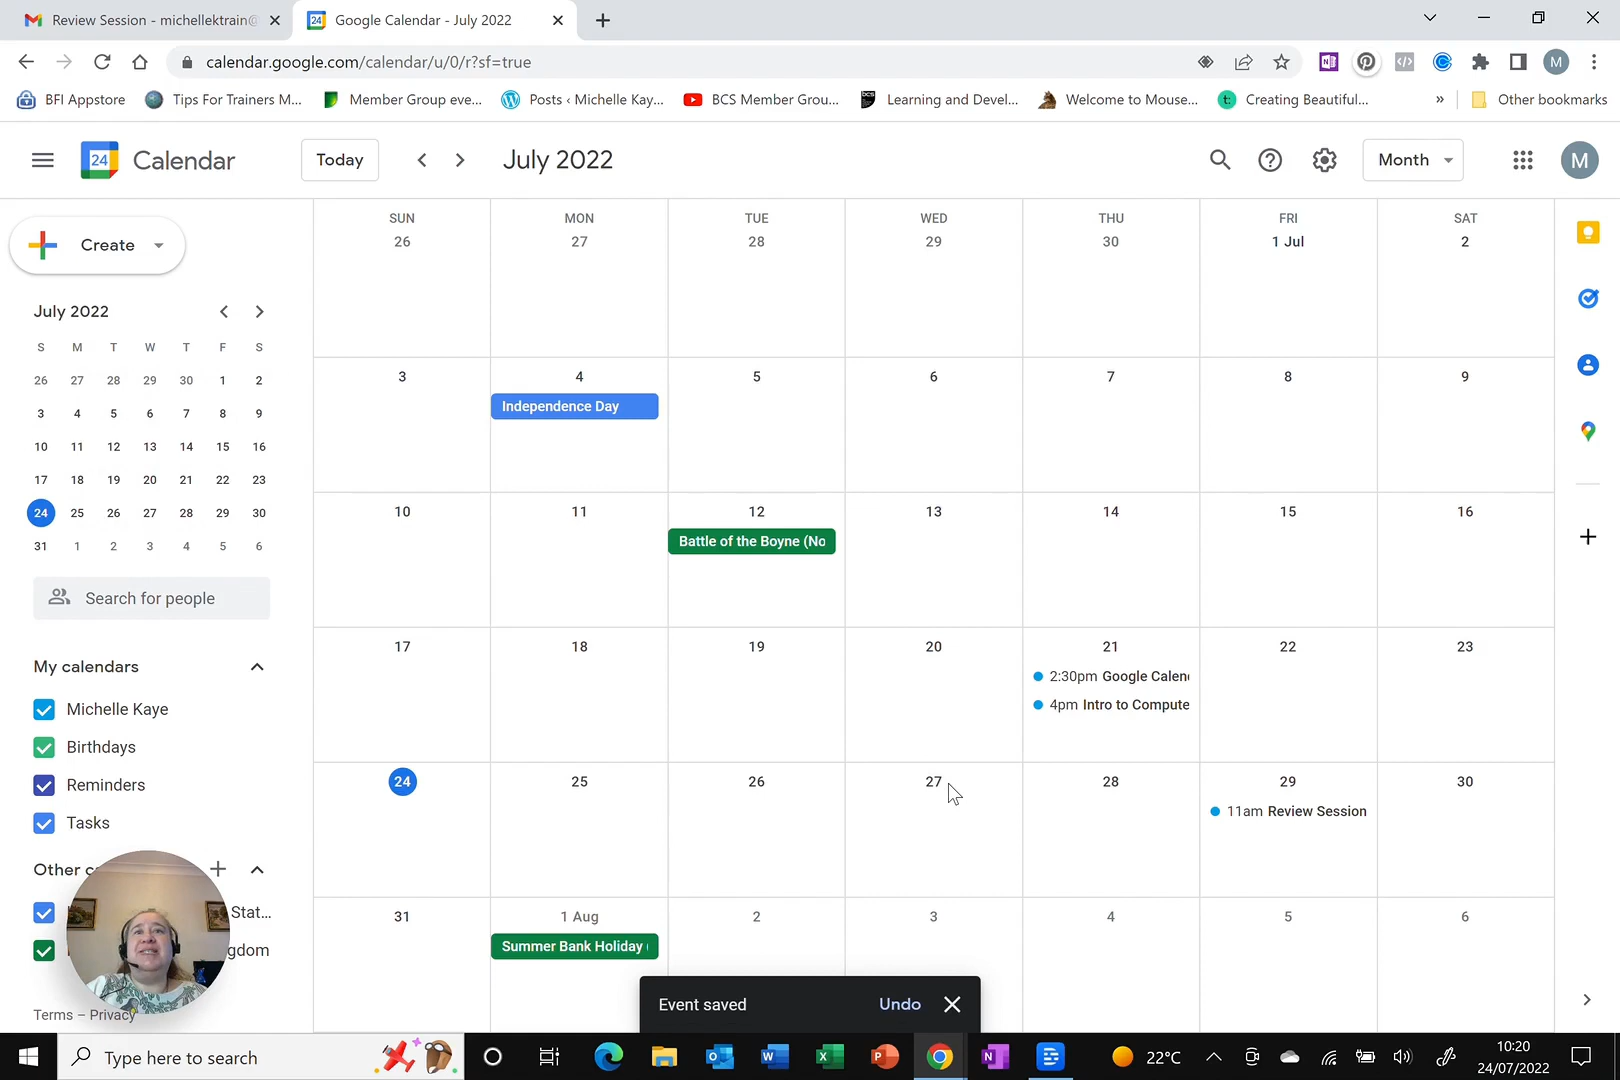 Review Session - michellektrain@
Google Calendar - July 2022
calendar.google.com/calendar/u/0/r?sf=true
BFI Appstore
Tips For Trainers M...
Member Group eve...
Posts ‹ Michelle Kay...
BCS Member Grou...
Learning and Devel...
Welcome to Mouse...
Creating Beautiful...
»
Other bookmarks
24 Calendar
Today
July 2022
Month
M
Create
July 2022
S M T W T F S
26 27 28 29 30 1 2
3 4 5 6 7 8 9
10 11 12 13 14 15 16
17 18 19 20 21 22 23
24 25 26 27 28 29 30
31 1 2 3 4 5 6
Search for people
My calendars
Michelle Kaye
Birthdays
Reminders
Tasks
Other c
Stat...
gdom
Terms – Privacy
SUN MON TUE WED THU FRI SAT
26 27 28 29 30 1 Jul 2
3 4 5 6 7 8 9
Independence Day
10 11 12 13 14 15 16
Battle of the Boyne (No
17 18 19 20 21 22 23
2:30pm Google Calen
4pm Intro to Compute
24 25 26 27 28 29 30
11am Review Session
31 1 Aug 2 3 4 5 6
Summer Bank Holiday (
Event saved
Undo
Type here to search
22°C
10:20
24/07/2022